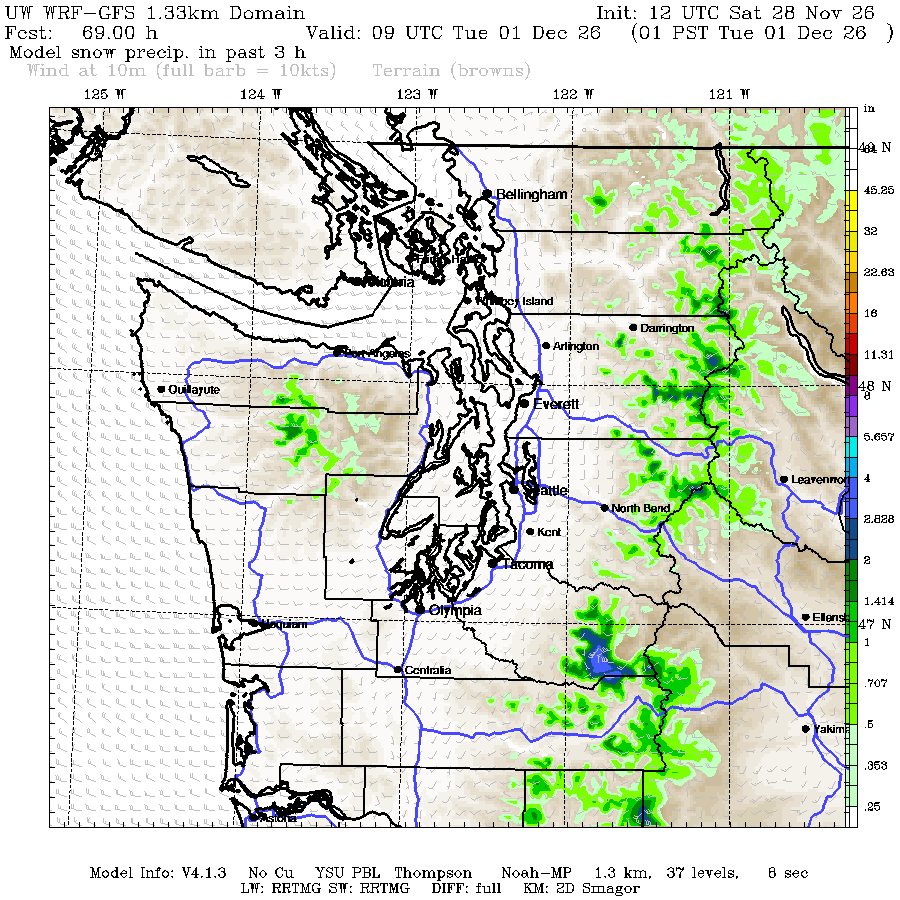 UW WRF-GFS 1.33km Domain Init: 12 UTC Sat 28 Nov 26
Fcst: 69.00 h Valid: 09 UTC Tue 01 Dec 26 (01 PST Tue 01 Dec 26 )
Model snow precip. in past 3 h
Wind at 10m (full barb = 10kts) Terrain (browns)
125 W 124 W 123 W 122 W 121 W
in
N
Bellingham
45.25
32
Victoria
22.63
Whidbey Island
16
Darrington
Arlington
Port Angeles
11.31
Quillayute
48 N
8
Everett
5.657
4
Leavenwor
Seattle
North Bend
2.828
Kent
2
Tacoma
1.414
Olympia
Ellens
Hoquiam
47 N
1
Centralia
.707
.5
Yakima
.353
.25
Astoria
Model Info: V4.1.3 No Cu YSU PBL Thompson Noah-MP 1.3 km, 37 levels, 8 sec
LW: RRTMG SW: RRTMG DIFF: full KM: 2D Smagor